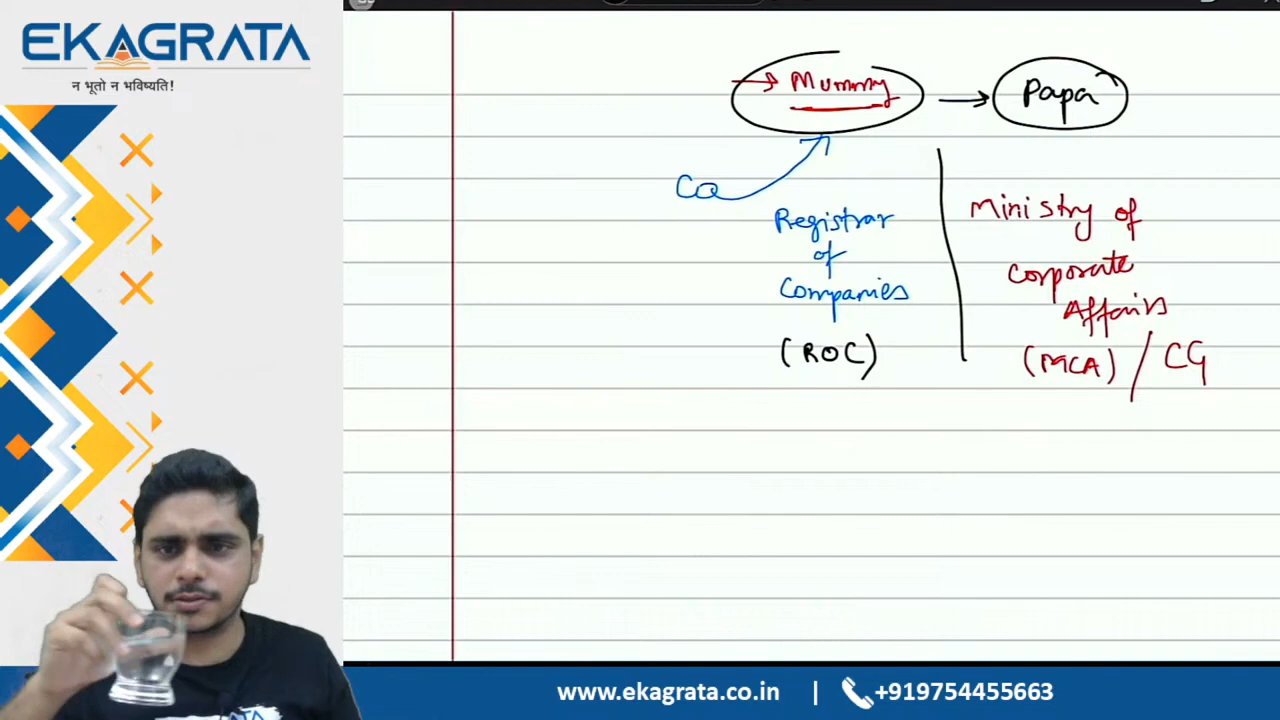 EKAGRATA
न भूतो न भविष्यति!
Mummy
Papa
Co
Registrar
of
Companies
(ROC)
Ministry of
Corporate
Affairs
(MCA) / CG
www.ekagrata.co.in | +919754455663